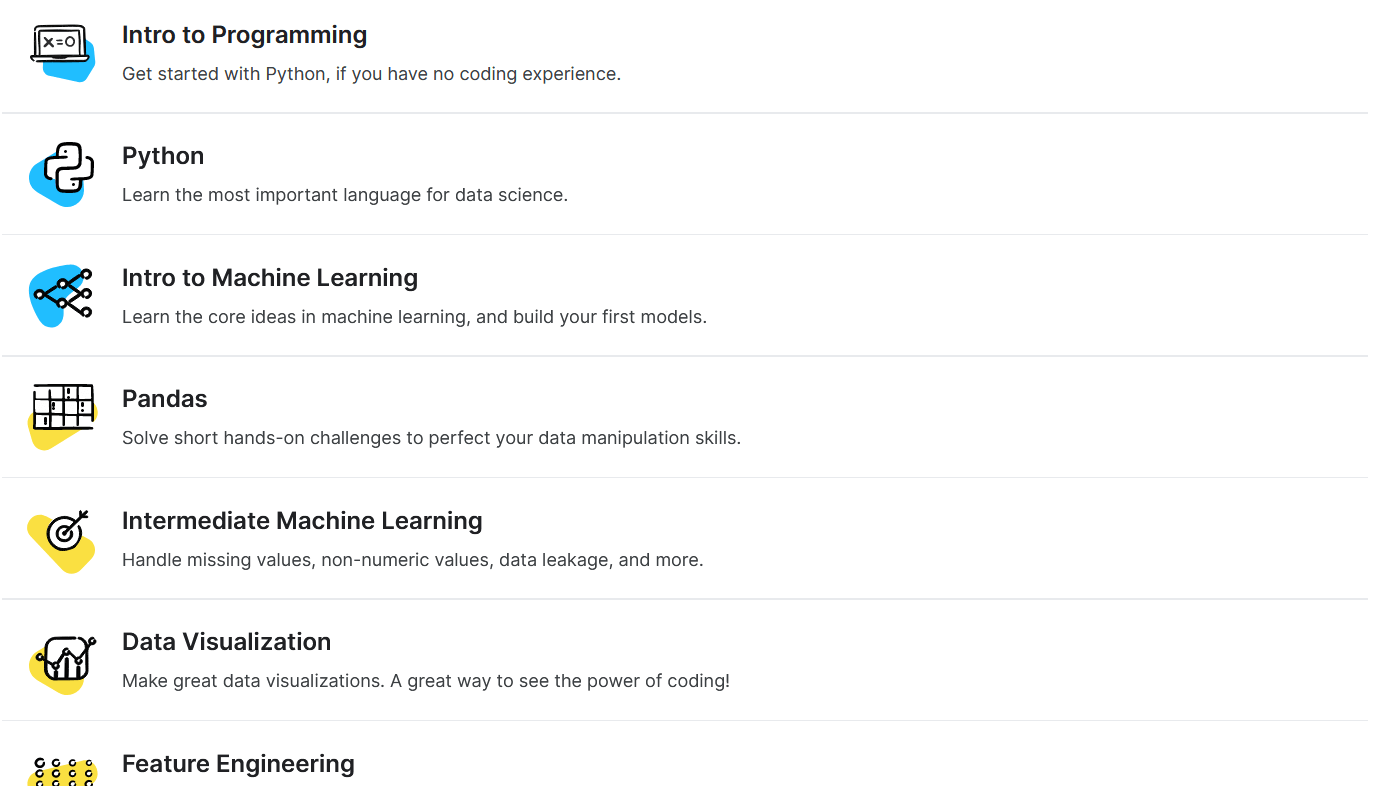 x=0
Intro to Programming
Get started with Python, if you have no coding experience.
Python
Learn the most important language for data science.
Intro to Machine Learning
Learn the core ideas in machine learning, and build your first models.
Pandas
Solve short hands-on challenges to perfect your data manipulation skills.
Intermediate Machine Learning
Handle missing values, non-numeric values, data leakage, and more.
Data Visualization
Make great data visualizations. A great way to see the power of coding!
Feature Engineering